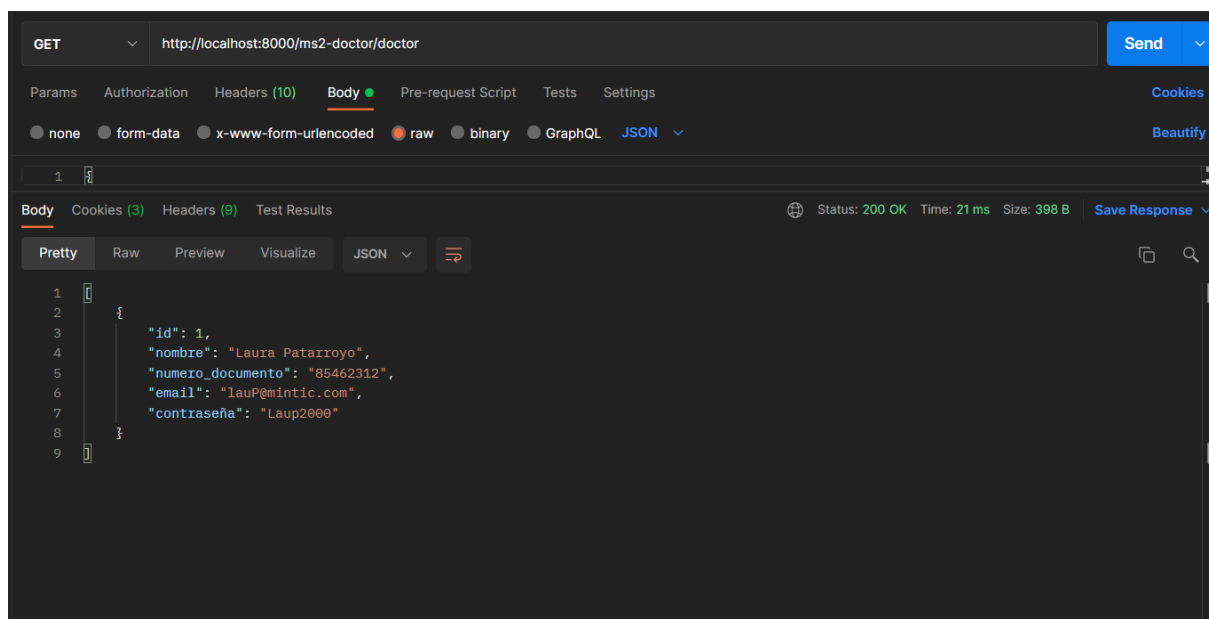 GET http://localhost:8000/ms2-doctor/doctor Send
Params Authorization Headers (10) Body Pre-request Script Tests Settings Cookies
none form-data x-www-form-urlencoded raw binary GraphQL JSON Beautify
1 {
Body Cookies (3) Headers (9) Test Results Status: 200 OK Time: 21 ms Size: 398 B Save Response
Pretty Raw Preview Visualize JSON
1 [
2 {
3 "id": 1,
4 "nombre": "Laura Patarroyo",
5 "numero_documento": "85462312",
6 "email": "lauP@mintic.com",
7 "contraseña": "Laup2000"
8 }
9 ]